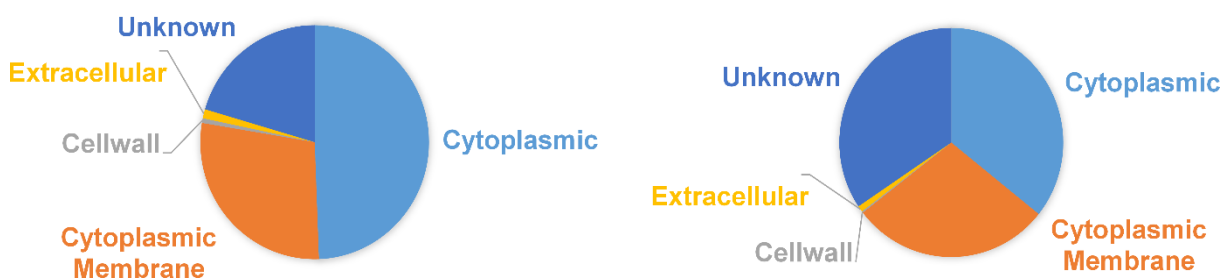 Unknown
Extracellular
Cellwall
Cytoplasmic
Membrane
Cytoplasmic
Unknown
Extracellular
Cellwall
Cytoplasmic
Cytoplasmic
Membrane